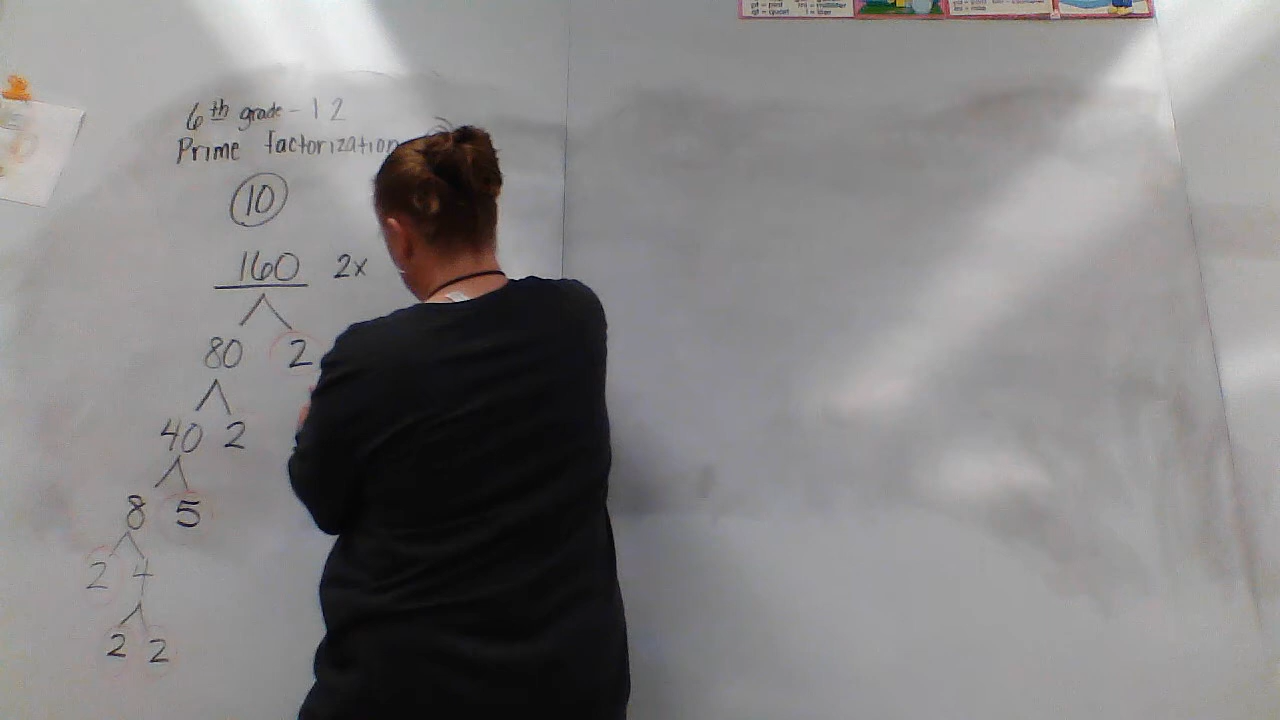 6th grade - 12
Prime factorization
10
160 2x
80 2
40 2
8 5
2 4
2 2